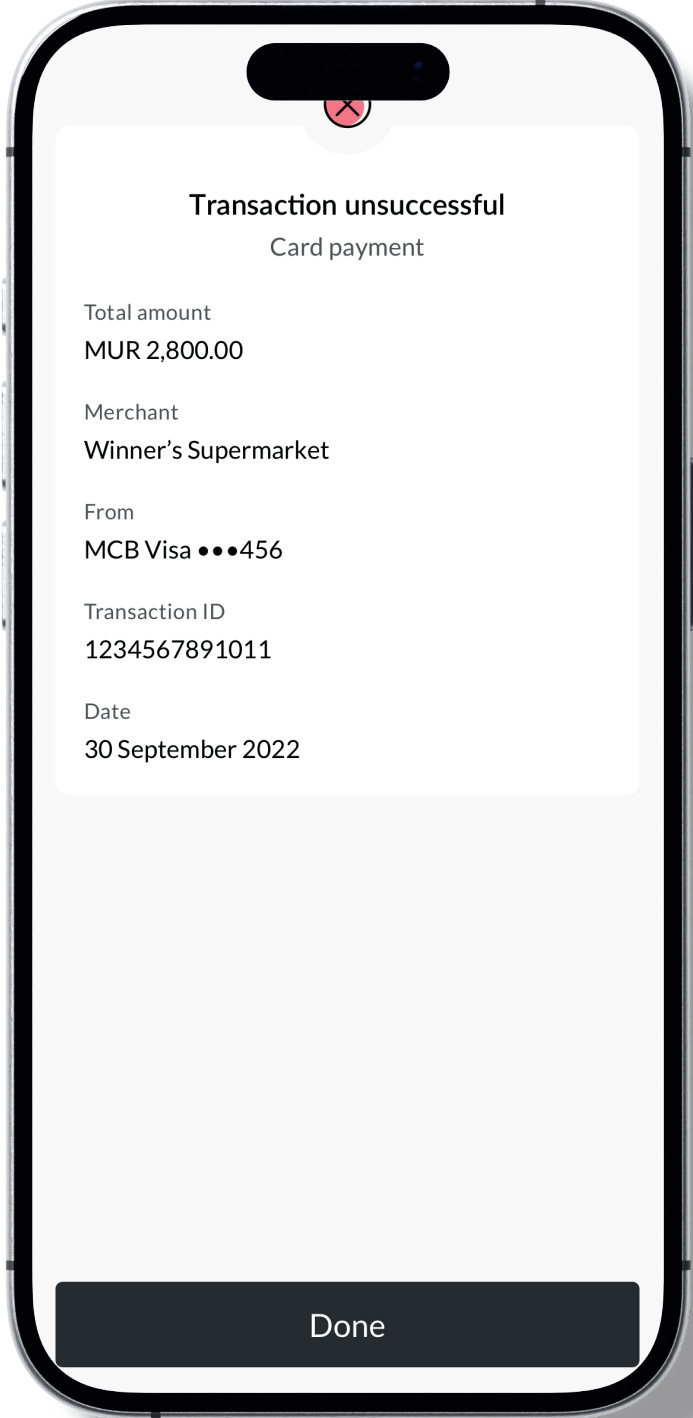 Transaction unsuccessful
Card payment
Total amount
MUR 2,800.00
Merchant
Winner’s Supermarket
From
MCB Visa •••456
Transaction ID
1234567891011
Date
30 September 2022
Done